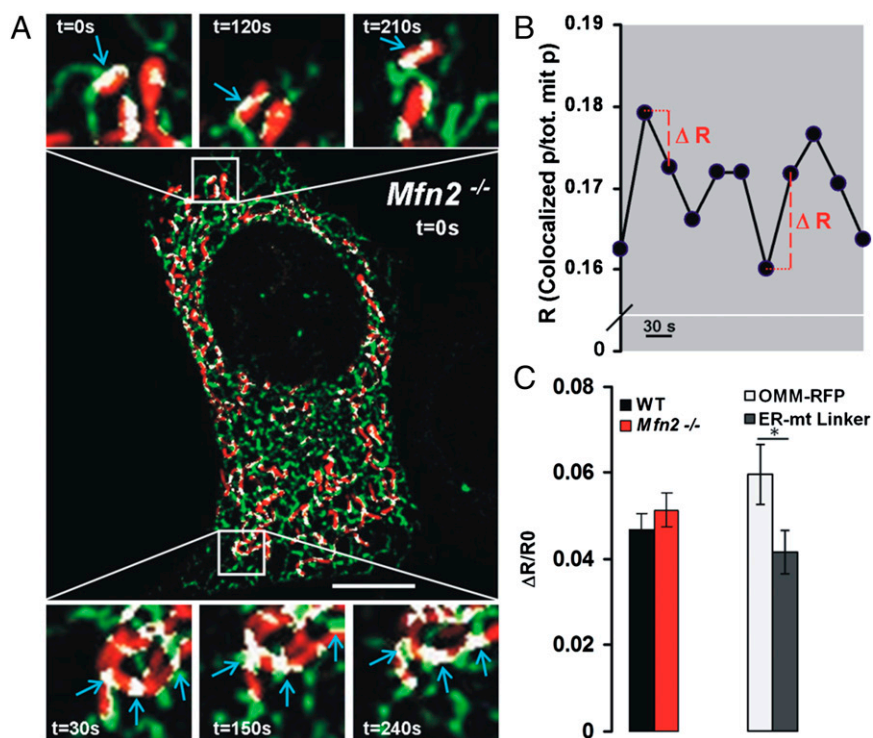 A
t=0s
t=120s
t=210s
Mfn2 -/-
t=0s
t=30s
t=150s
t=240s
B
R (Colocalized p/tot. mit p)
0.19
0.18
0.17
0.16
0
Δ R
Δ R
30 s
C
ΔR/R0
0.08
0.06
0.04
0.02
0
WT
Mfn2 -/-
OMM-RFP
ER-mt Linker
*